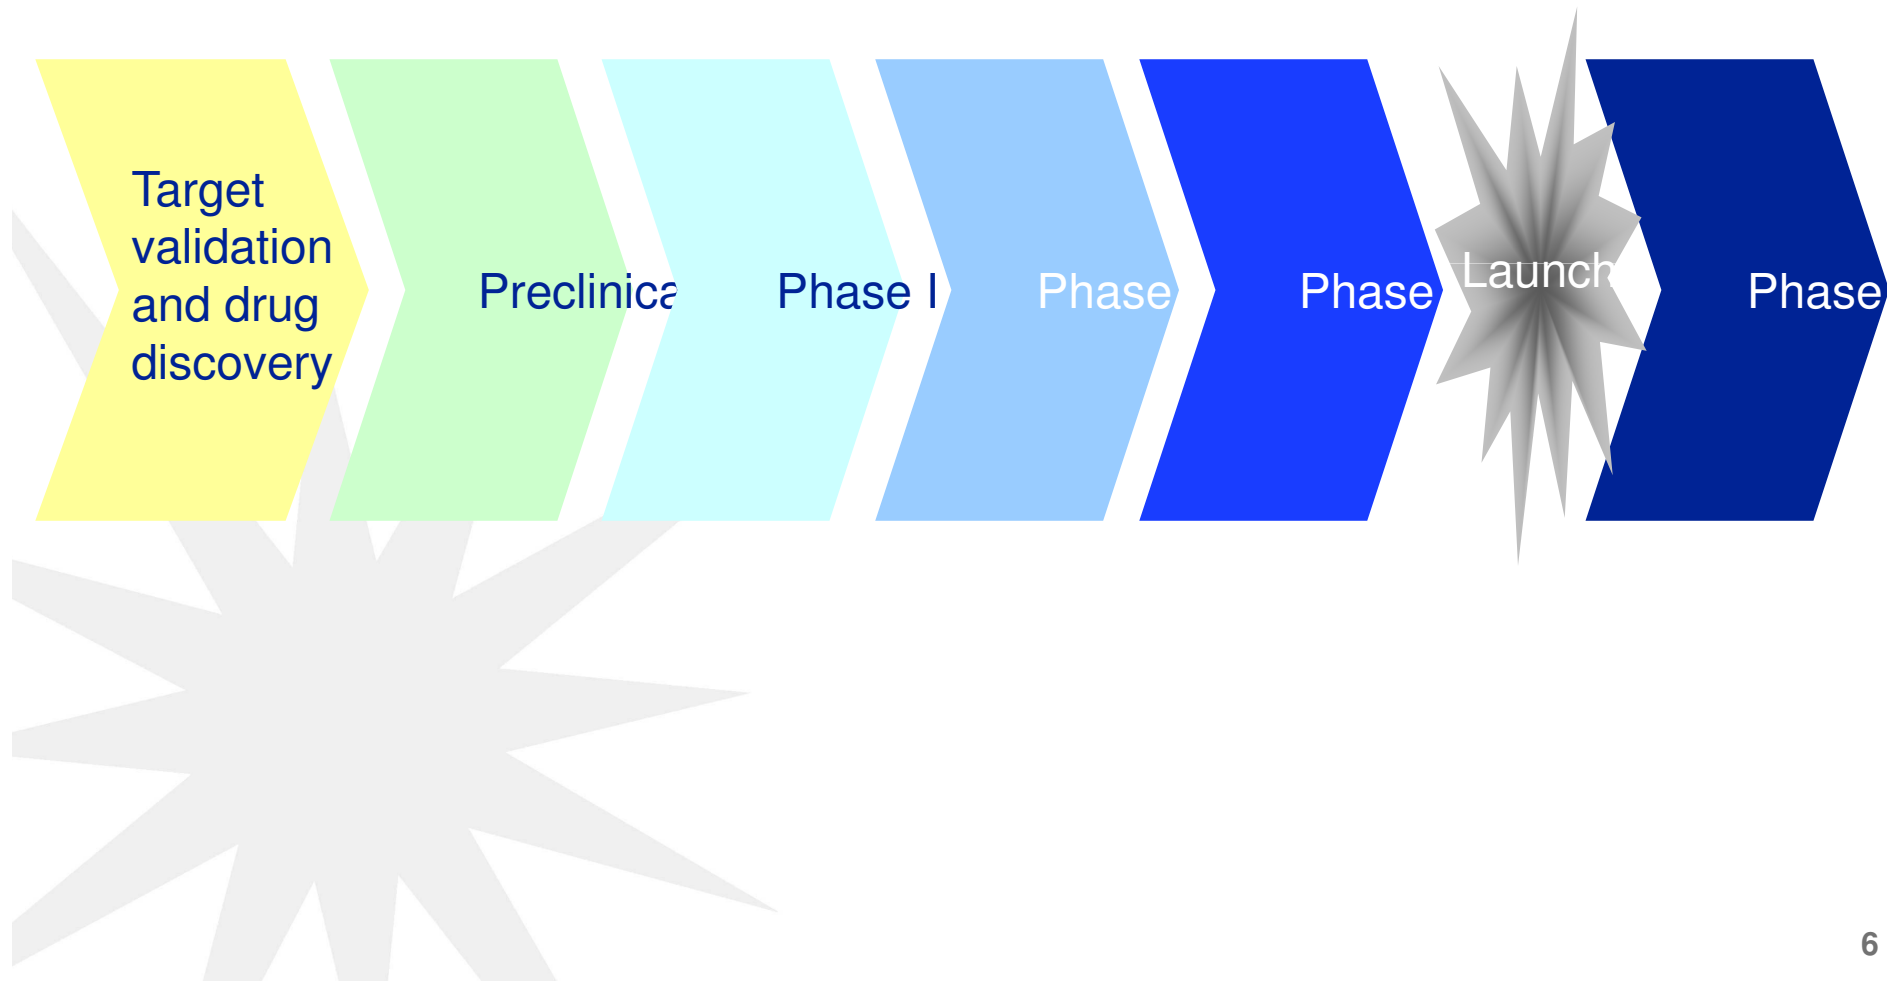 Target
validation
and drug
discovery
Preclinica
Phase I
Phase
Phase
Launch
Phase
6